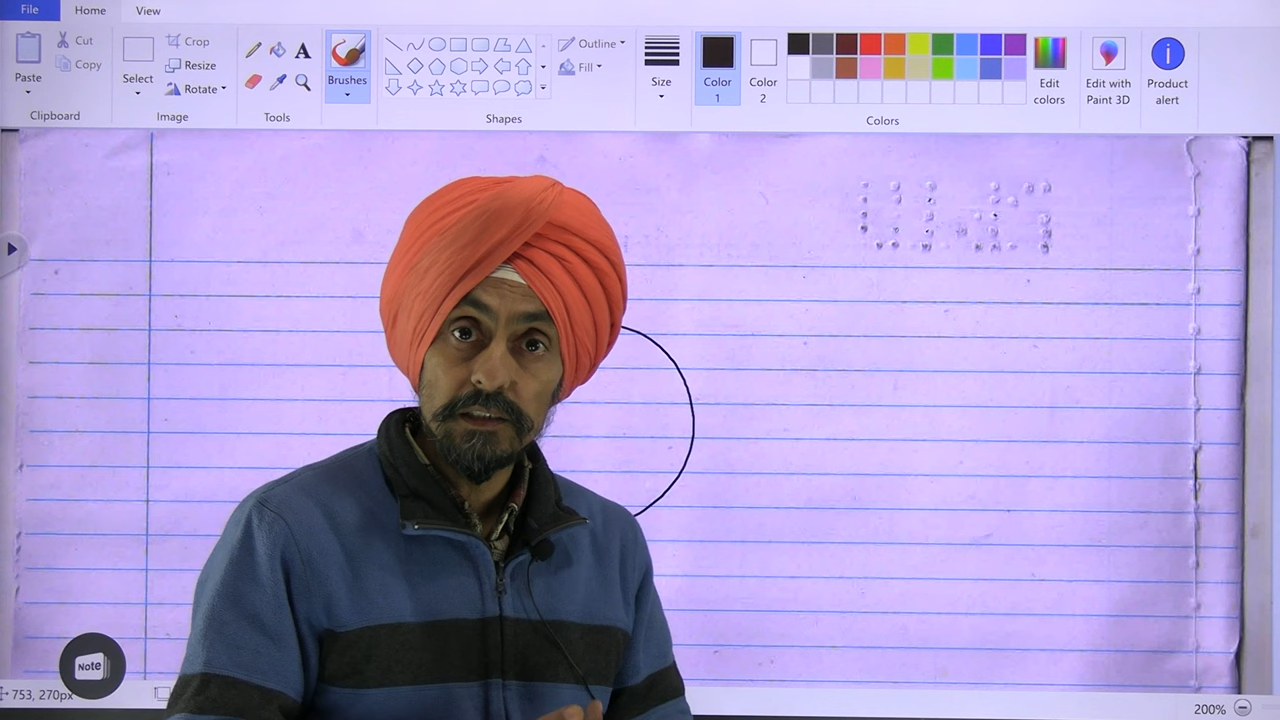 File Home View
Paste
Cut
Copy
Clipboard
Select
Crop
Resize
Rotate
Image
Tools
Brushes
Shapes
Outline
Fill
Size
Color 1
Color 2
Edit colors
Colors
Edit with Paint 3D
Product alert
Note
753, 270px
200%